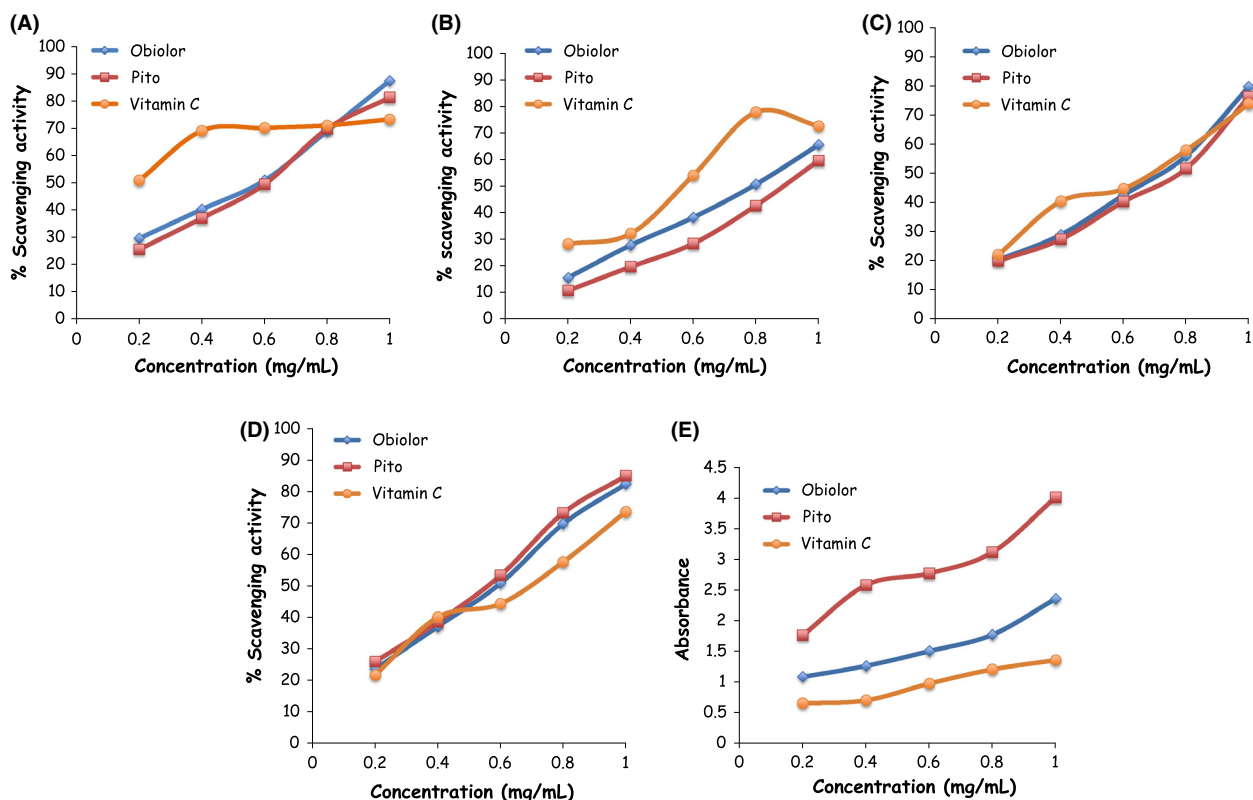 (A)
% Scavenging activity
100
90
80
70
60
50
40
30
20
10
0
Obiolor
Pito
Vitamin C
0 0.2 0.4 0.6 0.8 1
Concentration (mg/mL)
(B)
% scavenging activity
100
90
80
70
60
50
40
30
20
10
0
Obiolor
Pito
Vitamin C
0 0.2 0.4 0.6 0.8 1
Concentration (mg/mL)
(C)
% Scavenging activity
100
90
80
70
60
50
40
30
20
10
0
Obiolor
Pito
Vitamin C
0 0.2 0.4 0.6 0.8 1
Concentration (mg/mL)
(D)
% Scavenging activity
100
90
80
70
60
50
40
30
20
10
0
Obiolor
Pito
Vitamin C
0 0.2 0.4 0.6 0.8 1
Concentration (mg/mL)
(E)
Absorbance
4.5
4
3.5
3
2.5
2
1.5
1
0.5
0
Obiolor
Pito
Vitamin C
0 0.2 0.4 0.6 0.8 1
Concentration (mg/mL)